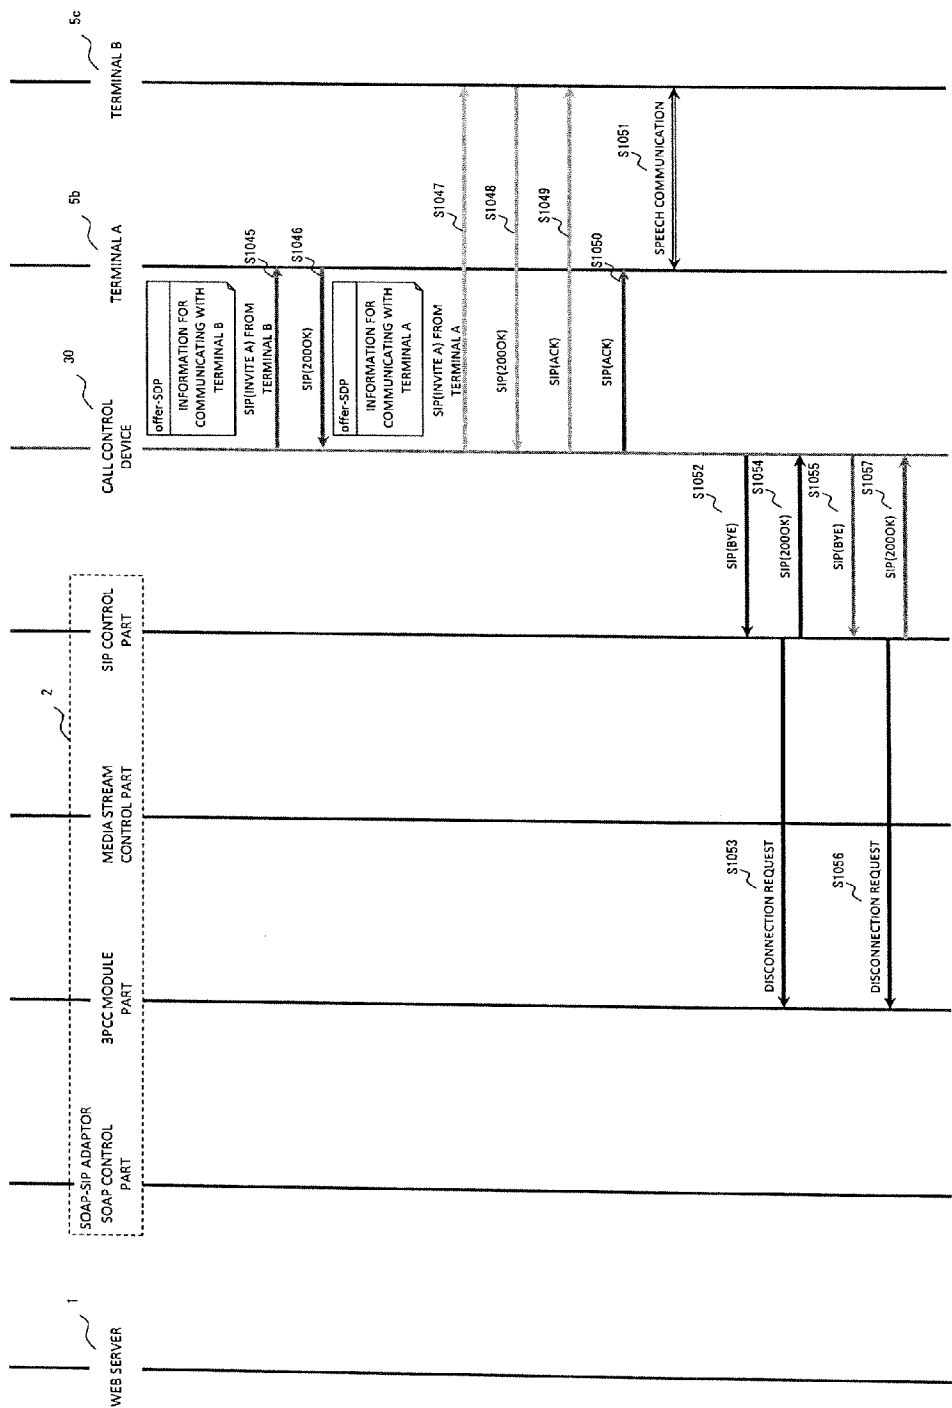 WEB SERVER
1
SOAP-SIP ADAPTOR
2
SOAP CONTROL
PART
3PCC MODULE
PART
MEDIA STREAM
CONTROL PART
SIP CONTROL
PART
CALL CONTROL
DEVICE
30
TERMINAL A
5b
TERMINAL B
5c
offer-SDP
INFORMATION FOR
COMMUNICATING WITH
TERMINAL B
SIP(INVITE A) FROM
TERMINAL B
S1045
SIP(200OK)
S1046
offer-SDP
INFORMATION FOR
COMMUNICATING WITH
TERMINAL A
SIP(INVITE A) FROM
TERMINAL A
S1047
SIP(200OK)
S1048
SIP(ACK)
S1049
SIP(ACK)
S1050
SPEECH COMMUNICATION
S1051
SIP(BYE)
S1052
DISCONNECTION REQUEST
S1053
SIP(200OK)
S1054
SIP(BYE)
S1055
DISCONNECTION REQUEST
S1056
SIP(200OK)
S1057